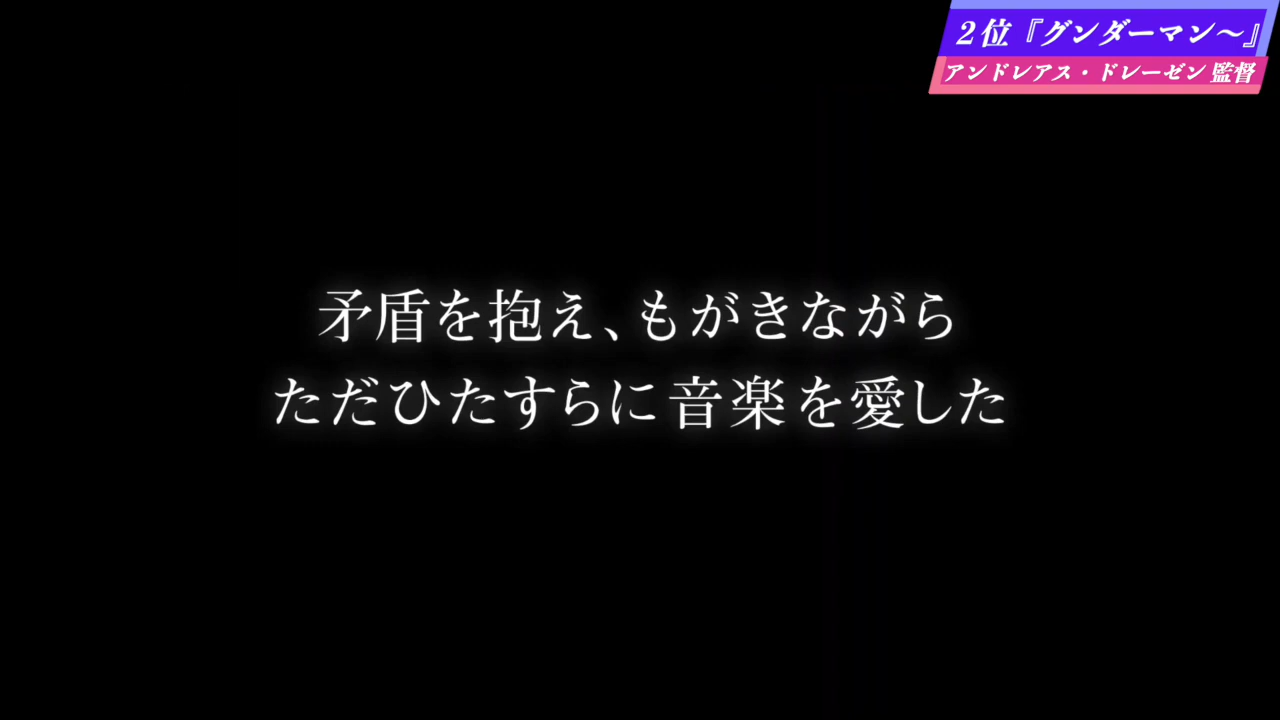 2位『グンダーマン〜』
アンドレアス・ドレーゼン監督
矛盾を抱え、もがきながら
ただひたすらに音楽を愛した